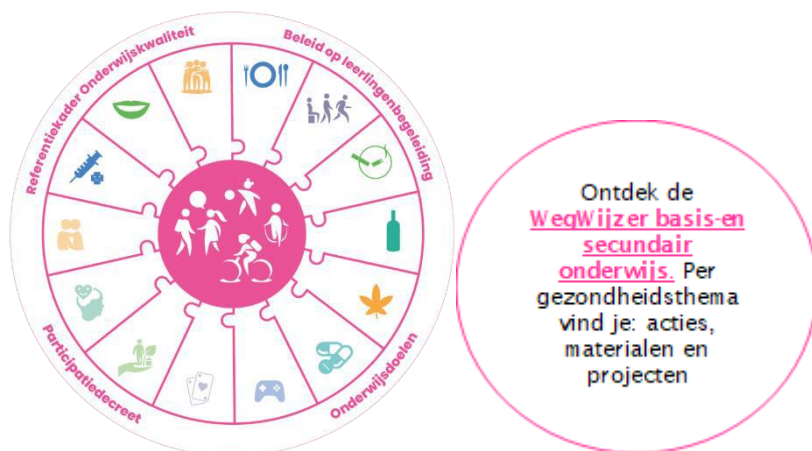 Referentiekader Onderwijskwaliteit
Beleid op leerlingenbegeleiding
Participatiedecreet
Onderwijsdoelen
Ontdek de
WegWijzer basis-en
secundair
onderwijs. Per
gezondheidsthema
vind je: acties,
materialen en
projecten